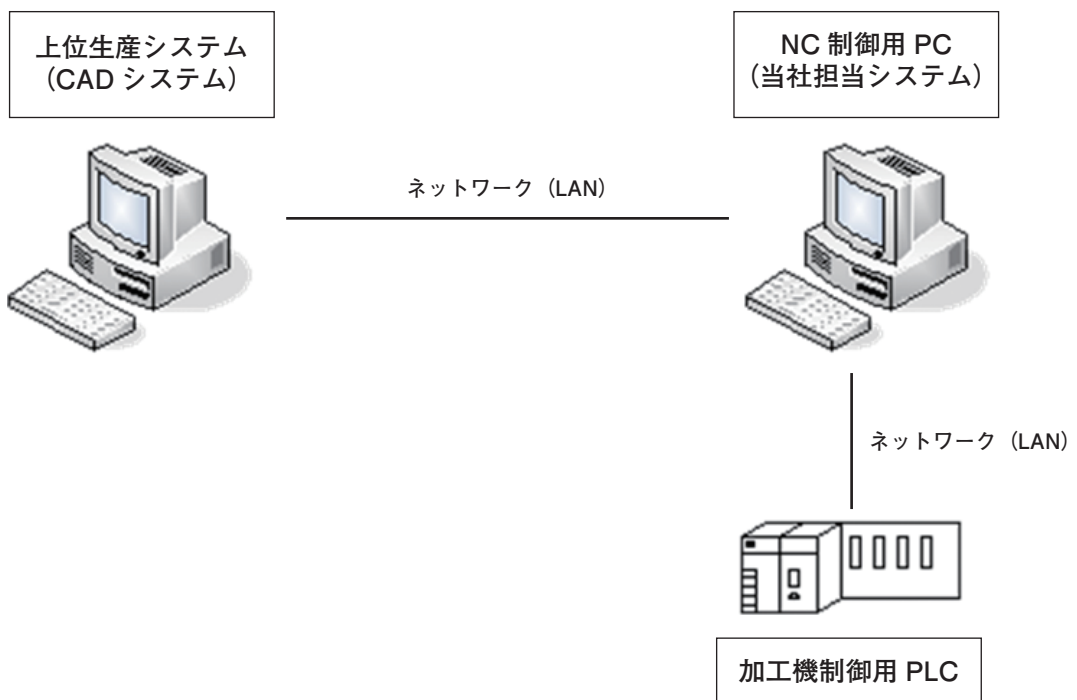 上位生産システム
（CAD システム）
NC 制御用 PC
（当社担当システム）
ネットワーク（LAN）
ネットワーク（LAN）
加工機制御用 PLC